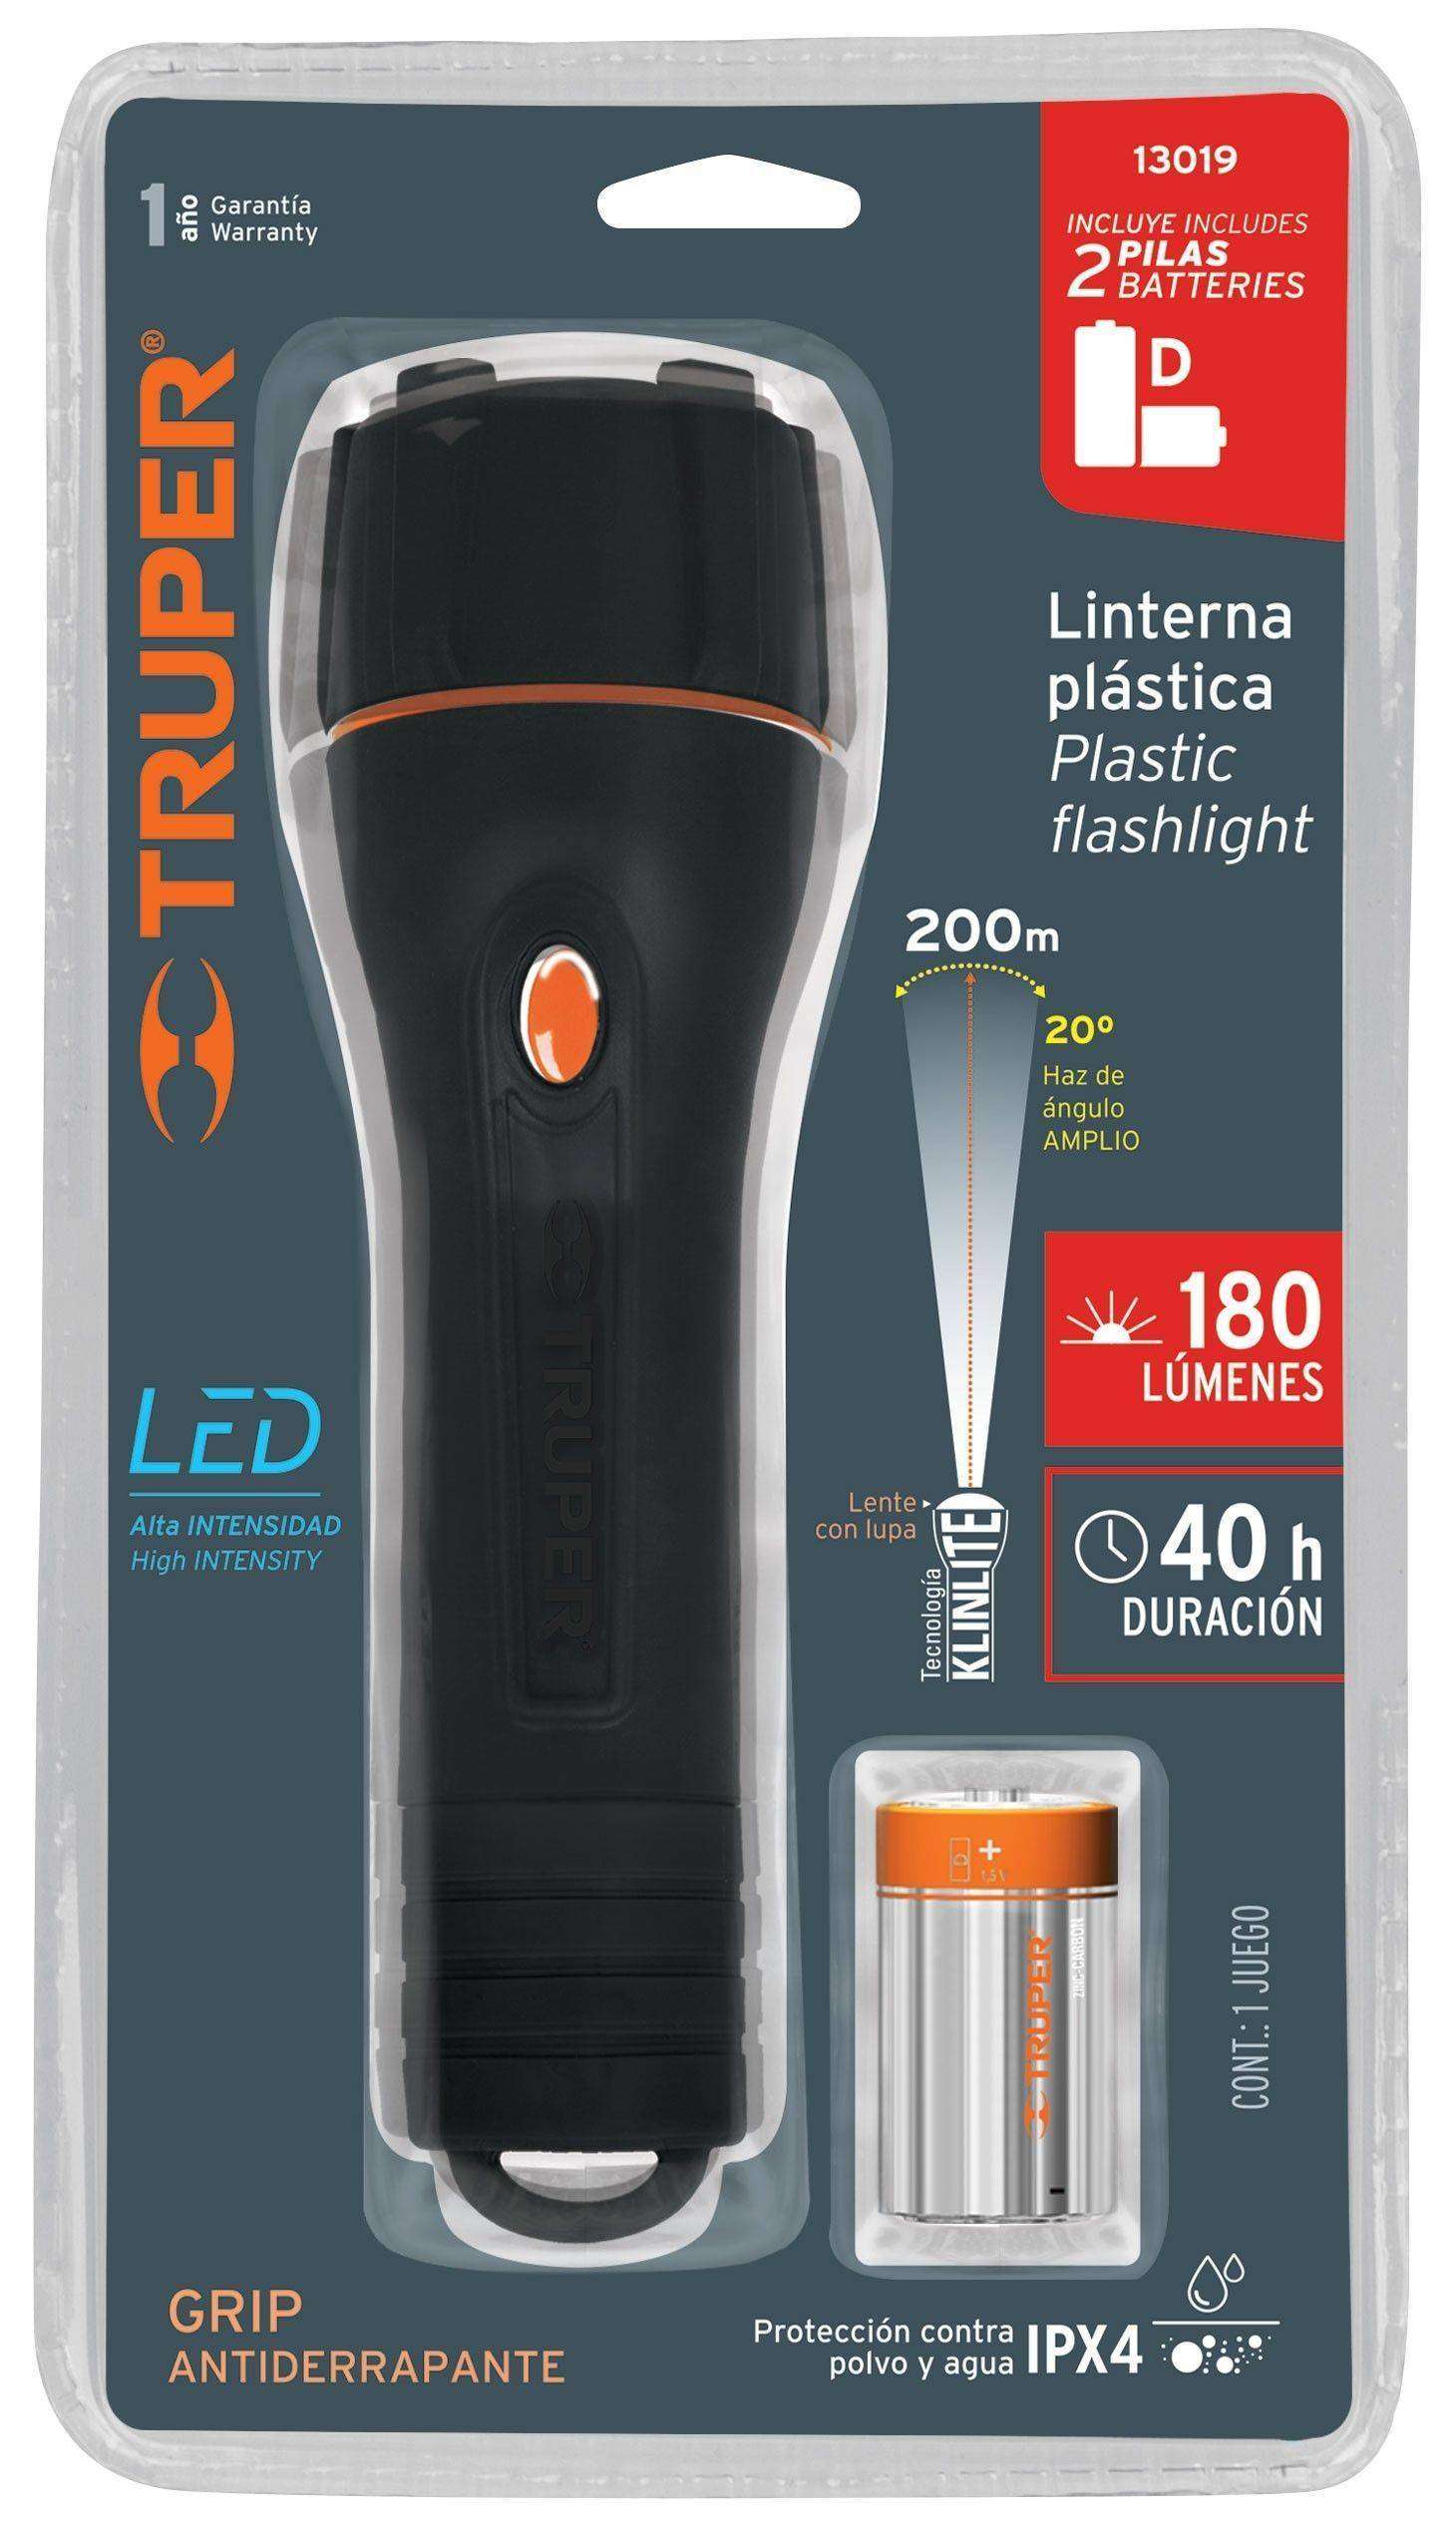 13019
INCLUYE INCLUDES
2 PILAS
BATTERIES
D
1 año Garantía
Warranty
TRUPER®
Linterna
plástica
Plastic
flashlight
200m
20º
Haz de
ángulo
AMPLIO
180
LÚMENES
LED
Alta INTENSIDAD
High INTENSITY
TRUPER
Lente
con lupa
Tecnología
KLINLITE
40 h
DURACIÓN
D +
1,5 V
TRUPER
ZINC-CARBON
-
CONT.: 1 JUEGO
GRIP
ANTIDERRAPANTE
Protección contra
polvo y agua IPX4